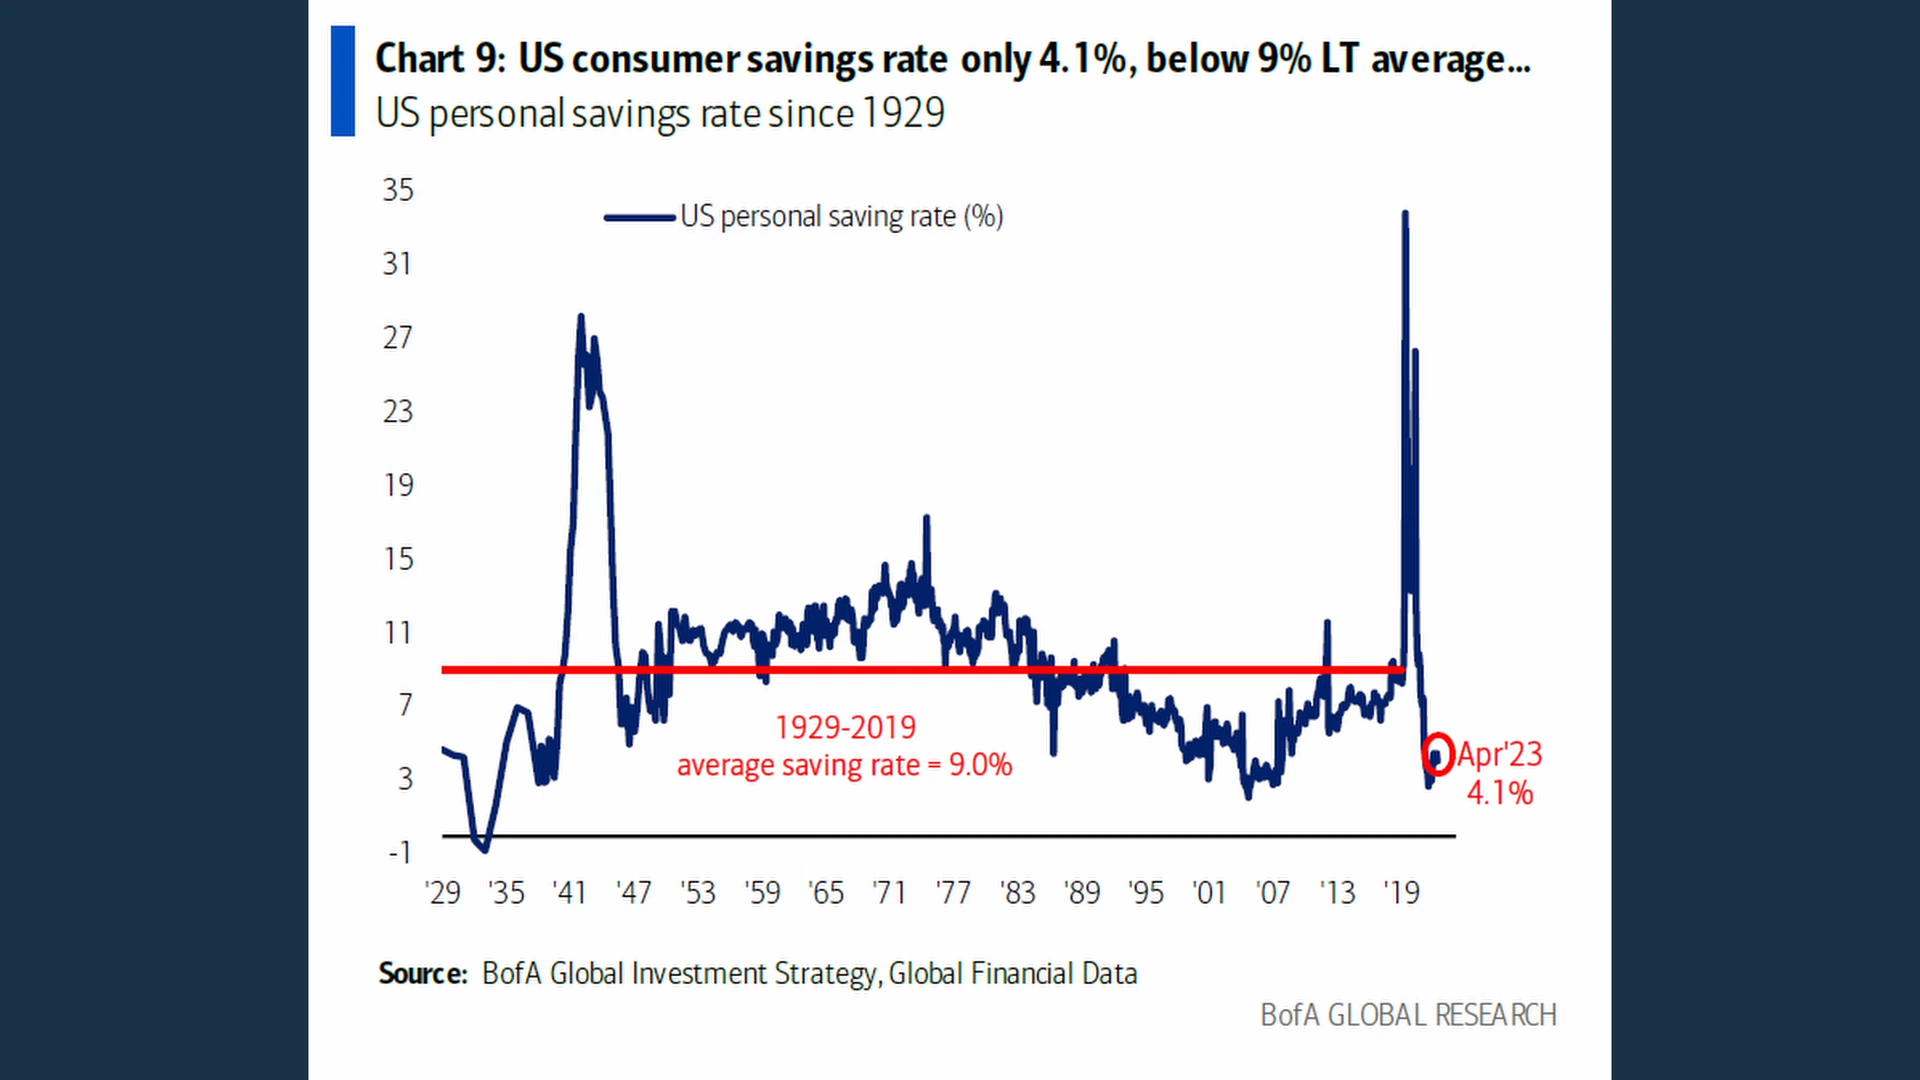 Chart 9: US consumer savings rate only 4.1%, below 9% LT average...
US personal savings rate since 1929
35
US personal saving rate (%)
31
27
23
19
15
11
7
1929-2019
average saving rate = 9.0%
Apr'23
4.1%
3
-1
'29 '35 '41 '47 '53 '59 '65 '71 '77 '83 '89 '95 '01 '07 '13 '19
Source: BofA Global Investment Strategy, Global Financial Data
BofA GLOBAL RESEARCH